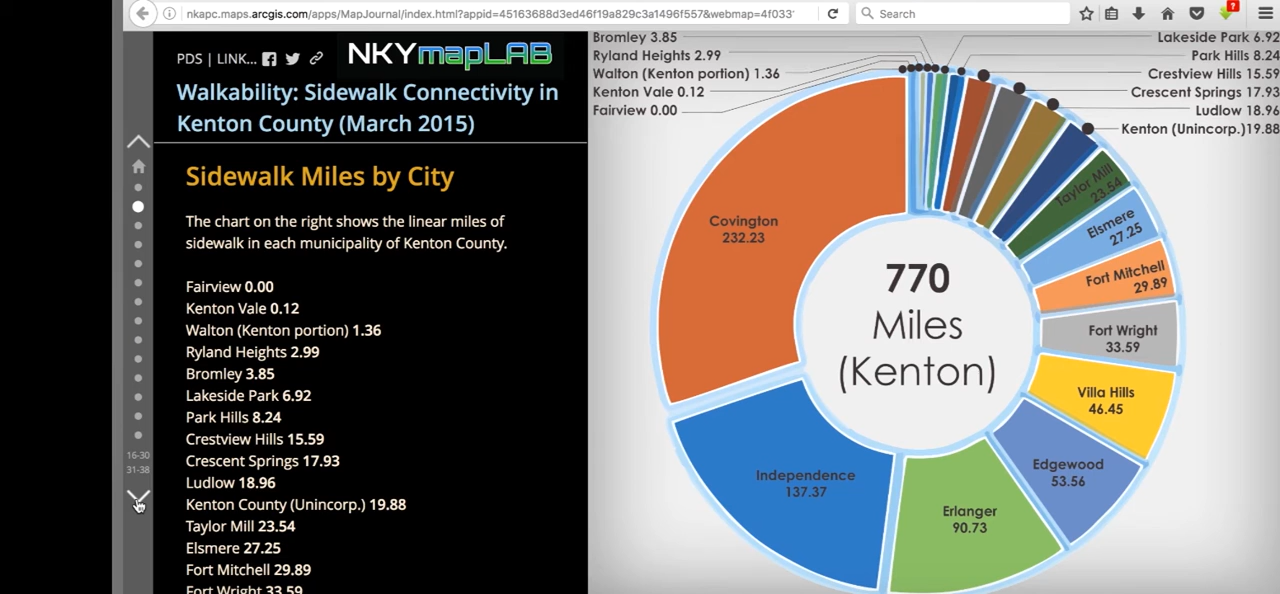 nkapc.maps.arcgis.com/apps/MapJournal/index.html?appid=45163688d3ed46f19a829c3a1496f557&webmap=4f033
Search
?
PDS | LINK...
NKYmapLAB
Walkability: Sidewalk Connectivity in
Kenton County (March 2015)
Sidewalk Miles by City
The chart on the right shows the linear miles of
sidewalk in each municipality of Kenton County.
Fairview 0.00
Kenton Vale 0.12
Walton (Kenton portion) 1.36
Ryland Heights 2.99
Bromley 3.85
Lakeside Park 6.92
Park Hills 8.24
Crestview Hills 15.59
Crescent Springs 17.93
Ludlow 18.96
Kenton County (Unincorp.) 19.88
Taylor Mill 23.54
Elsmere 27.25
Fort Mitchell 29.89
Fort Wright 33.59
16-30
31-38
Bromley 3.85
Ryland Heights 2.99
Walton (Kenton portion) 1.36
Kenton Vale 0.12
Fairview 0.00
Lakeside Park 6.92
Park Hills 8.24
Crestview Hills 15.59
Crescent Springs 17.93
Ludlow 18.96
Kenton (Unincorp.)19.88
Taylor Mill
23.54
Elsmere
27.25
Fort Mitchell
29.89
Fort Wright
33.59
Villa Hills
46.45
Edgewood
53.56
Erlanger
90.73
Independence
137.37
Covington
232.23
770
Miles
(Kenton)